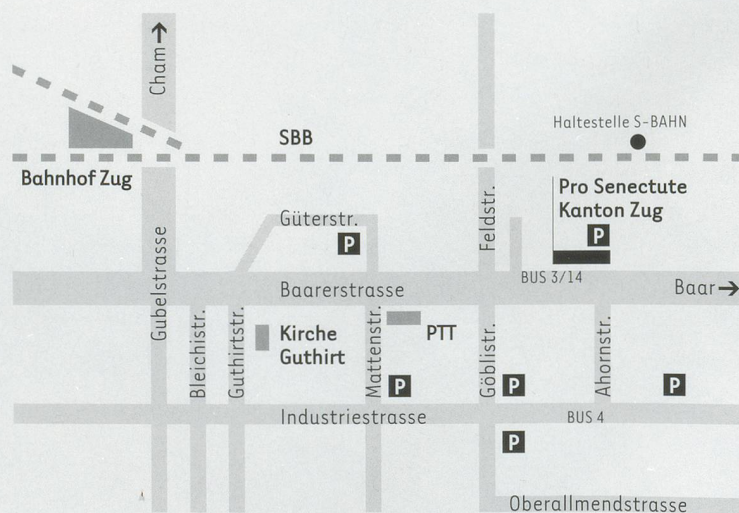 Cham
SBB
Haltestelle S-BAHN
Bahnhof Zug
Pro Senectute
Kanton Zug
Güterstr.
P
P
Feldstr.
Gubelstrasse
BUS 3/14
Baarerstrasse
Baar
Bleichistr.
Guthirtstr.
Kirche
Guthirt
Mattenstr.
PTT
Göblistr.
Ahornstr.
P
P
P
Industriestrasse
BUS 4
P
Oberallmendstrasse